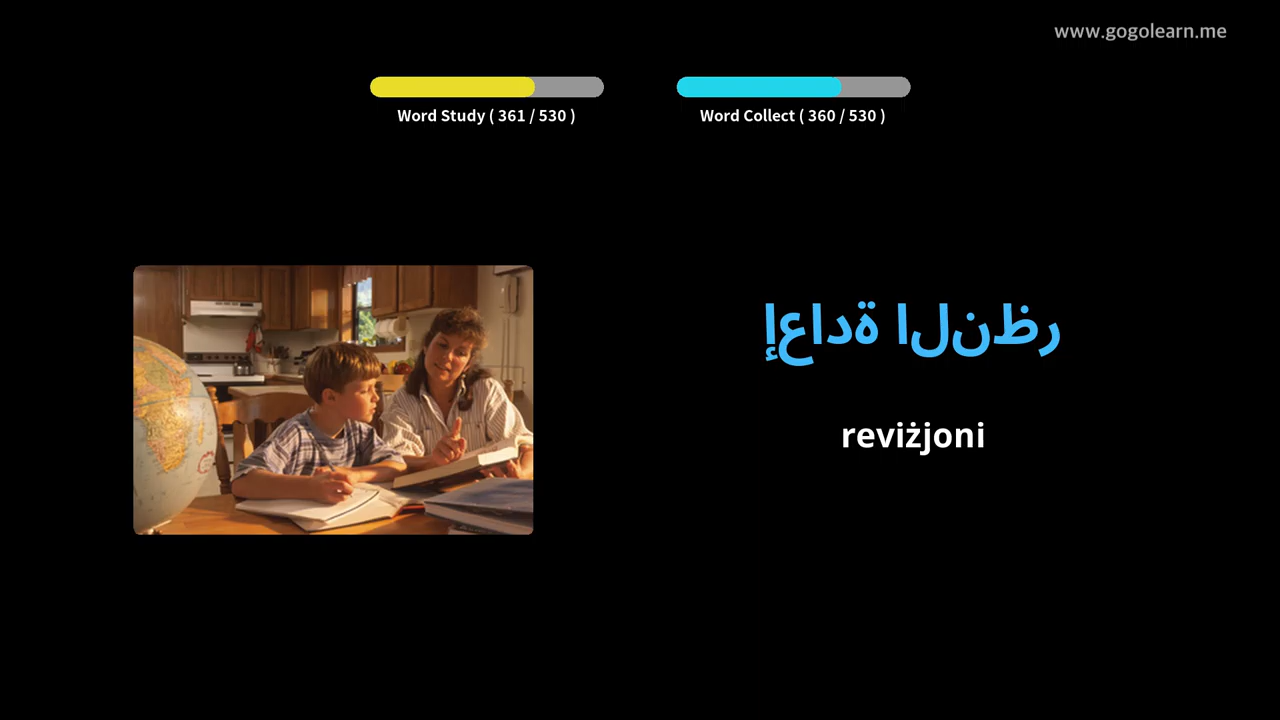 www.gogolearn.me
Word Study ( 361 / 530 )
Word Collect ( 360 / 530 )
إعادة النظر
reviżjoni